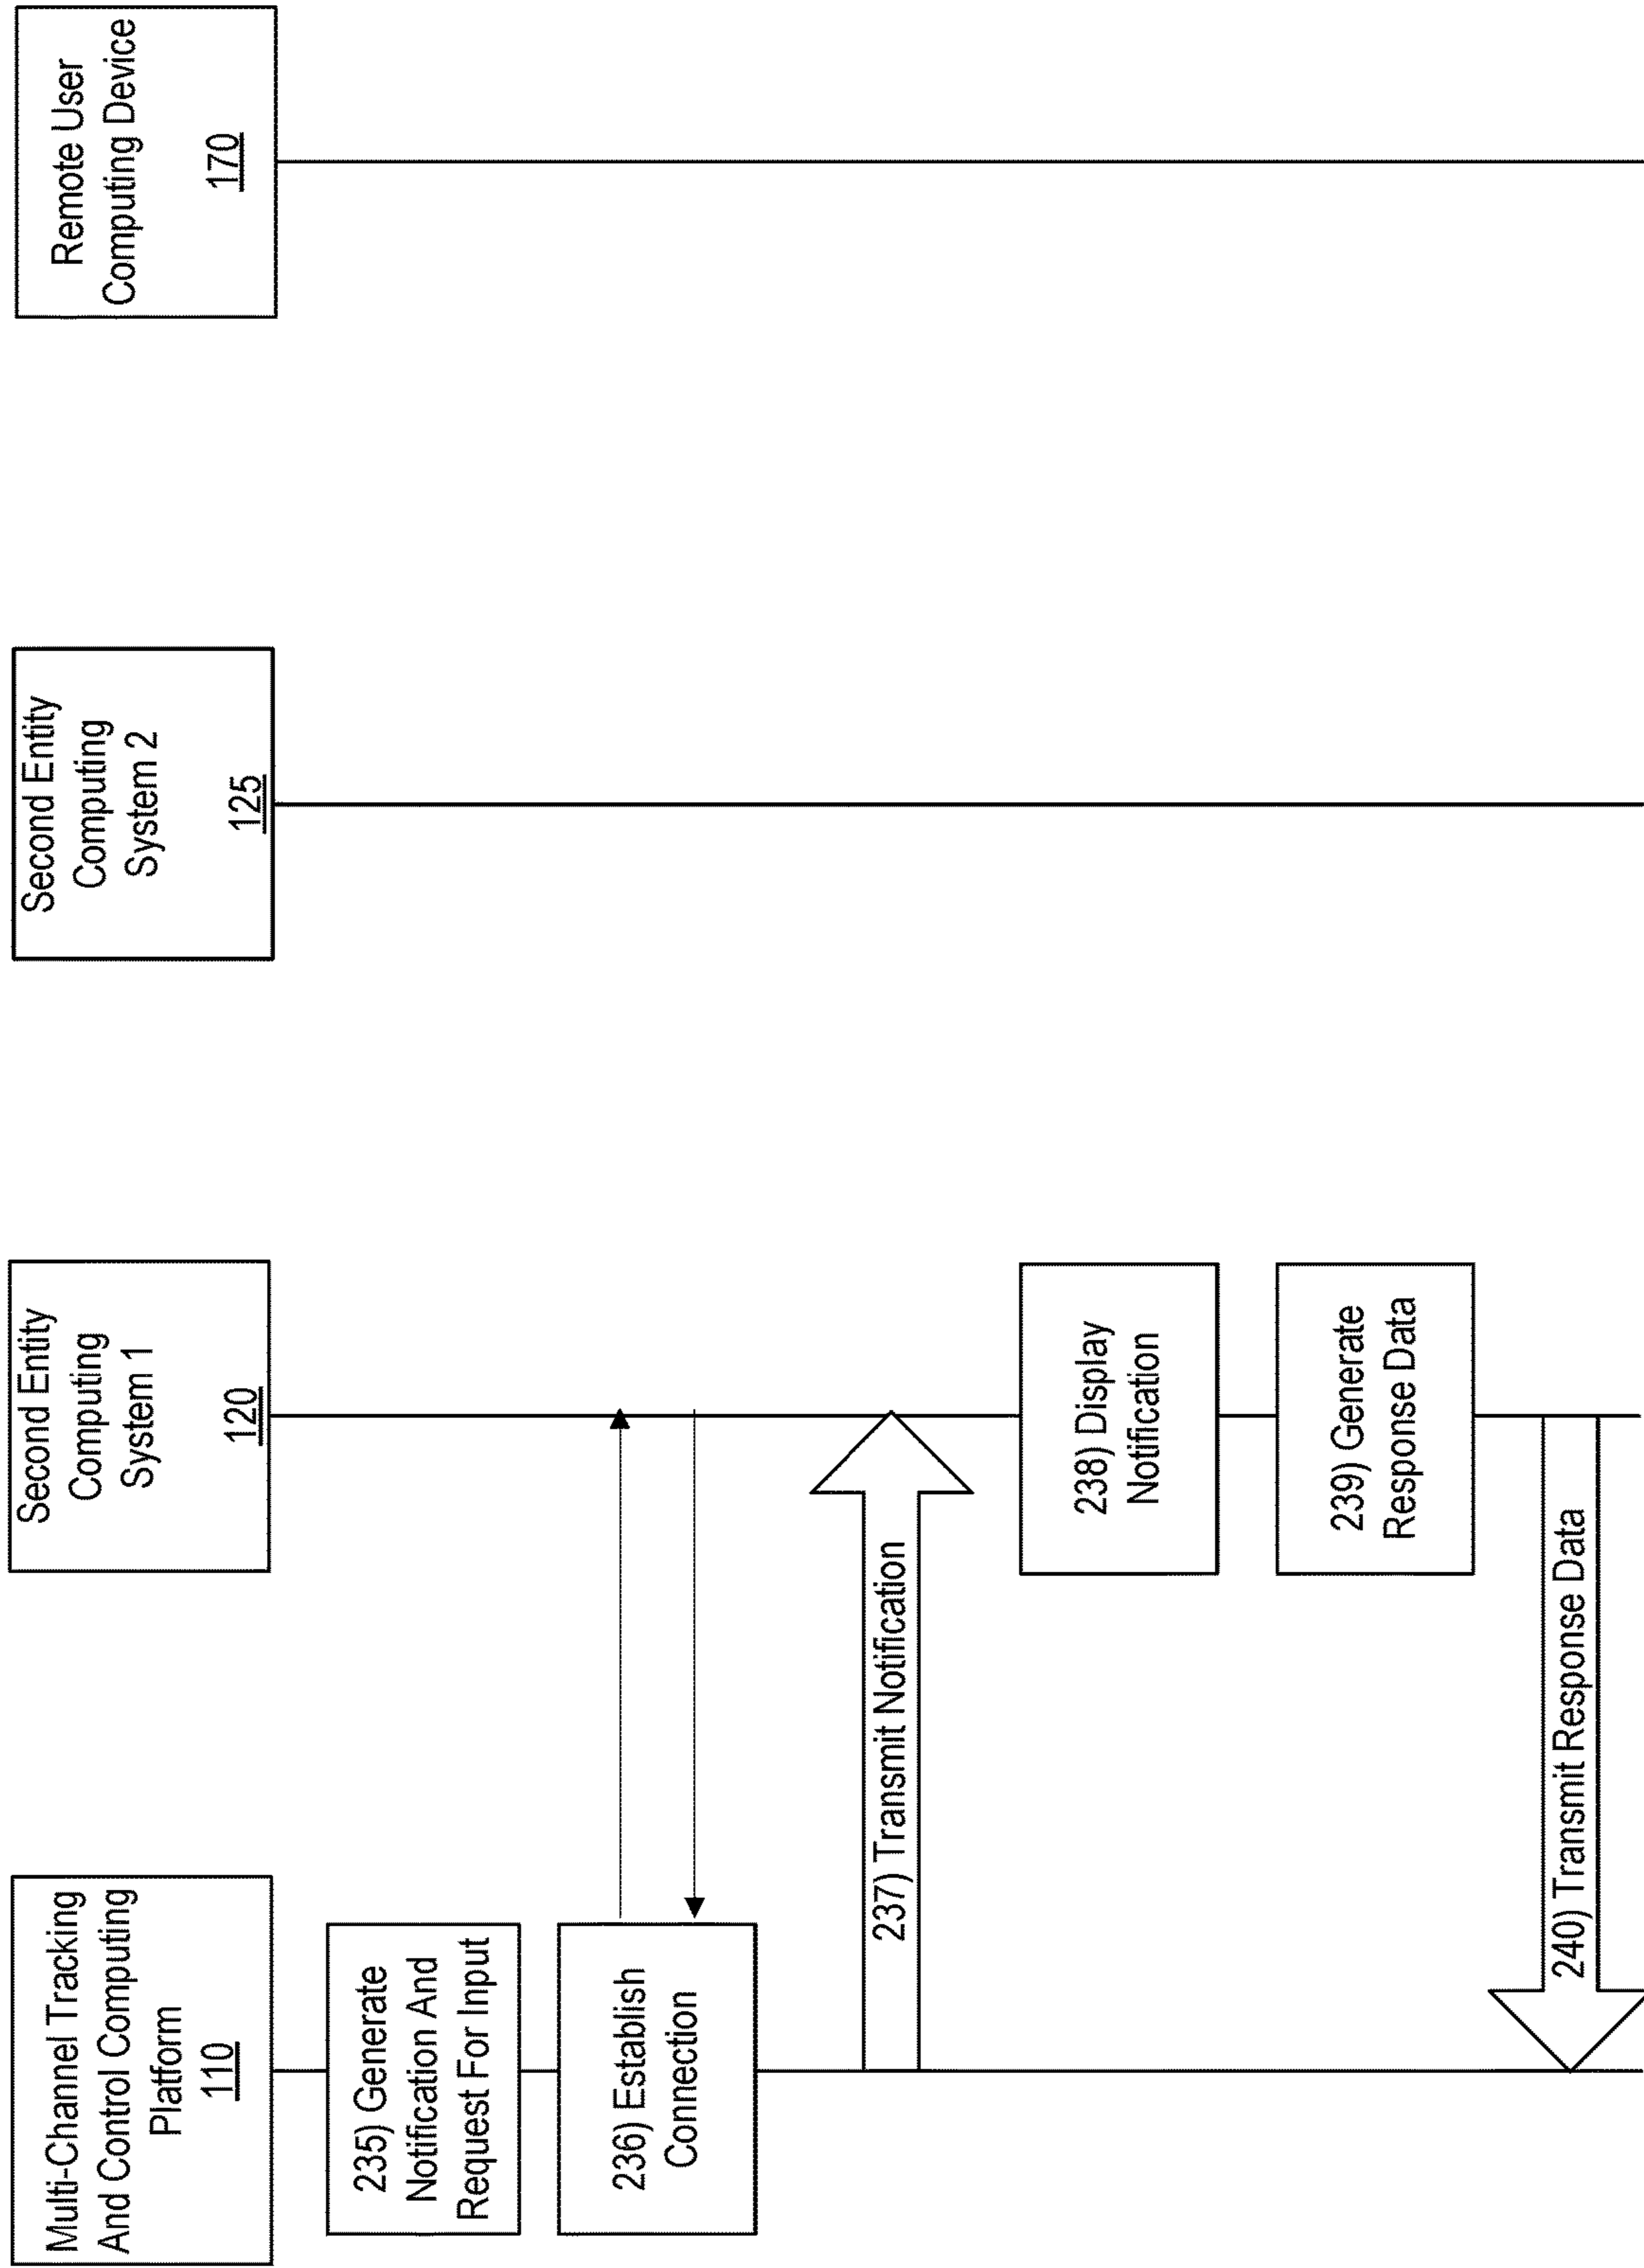 Multi-Channel Tracking
And Control Computing
Platform
110
Second Entity
Computing
System 1
120
Second Entity
Computing
System 2
125
Remote User
Computing Device
170
235) Generate
Notification And
Request For Input
236) Establish
Connection
237) Transmit Notification
238) Display
Notification
239) Generate
Response Data
240) Transmit Response Data